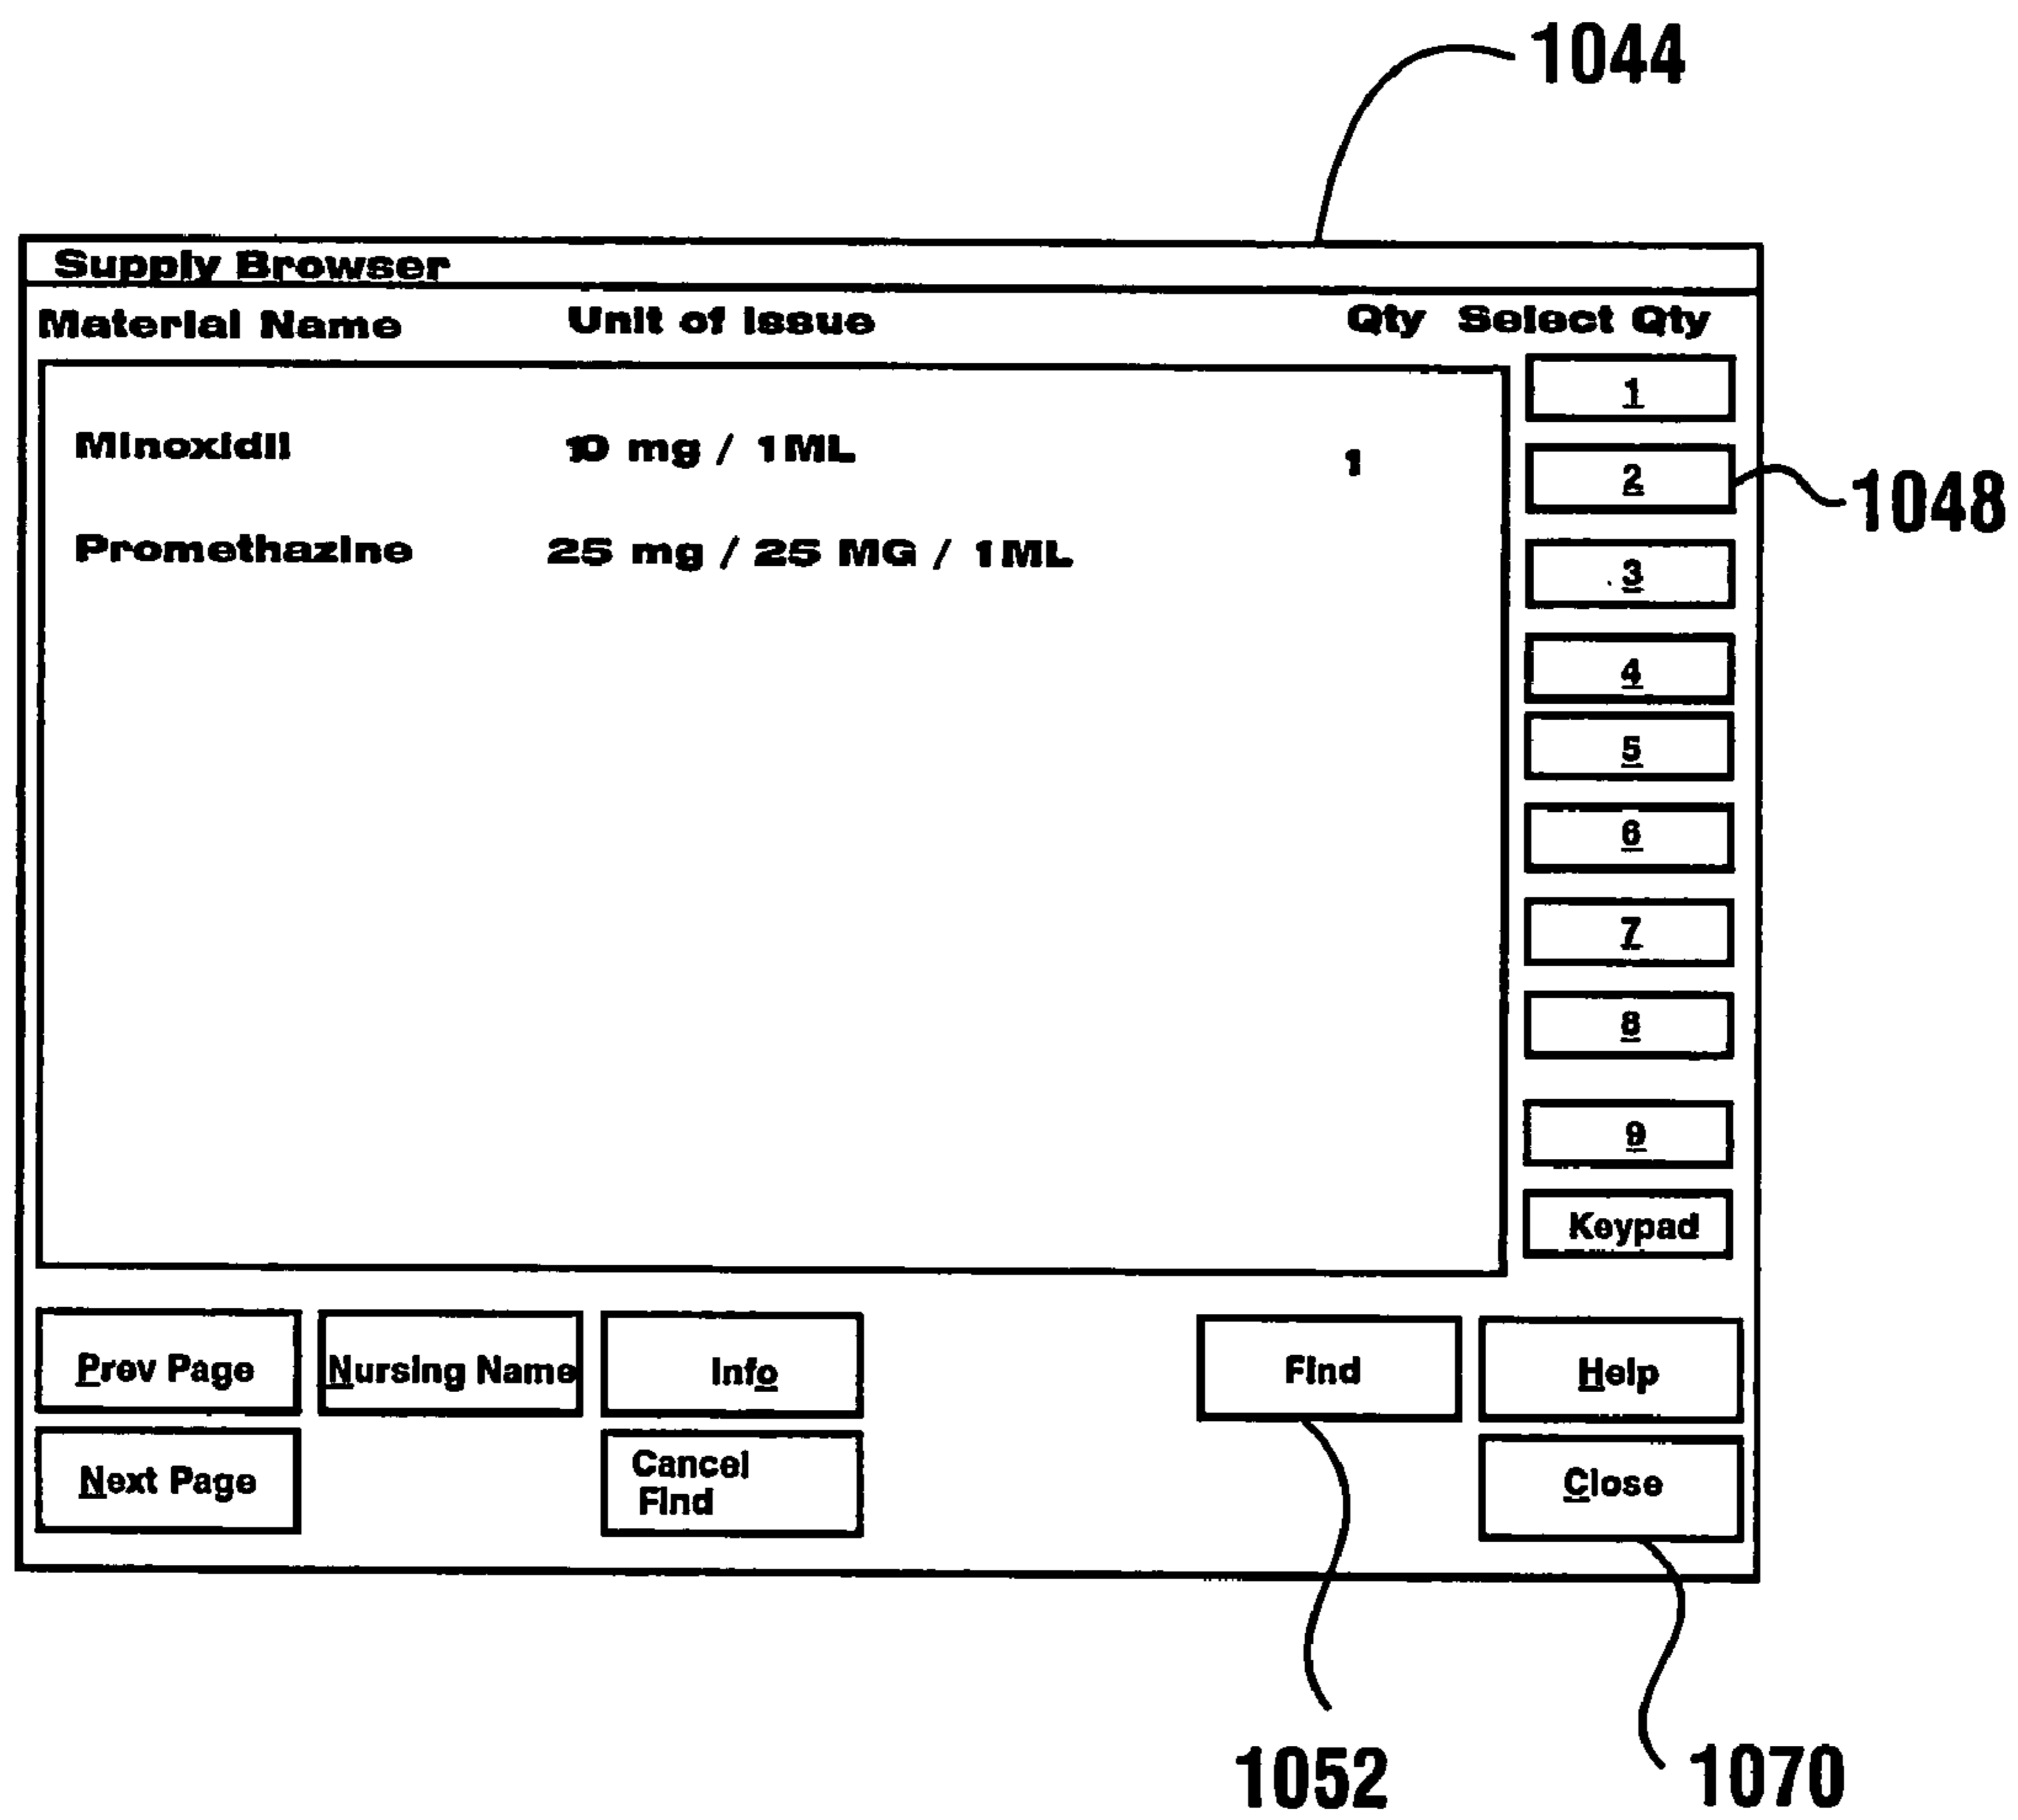 1044
Supply Browser
Material Name Unit of Issue Qty Select Qty
1
Minoxidil 10 mg / 1ML 1
2
1048
Promethazine 25 mg / 25 MG / 1ML
3
4
5
6
7
8
9
Keypad
Prev Page Nursing Name Info Find Help
Next Page Cancel Find Close
1052 1070